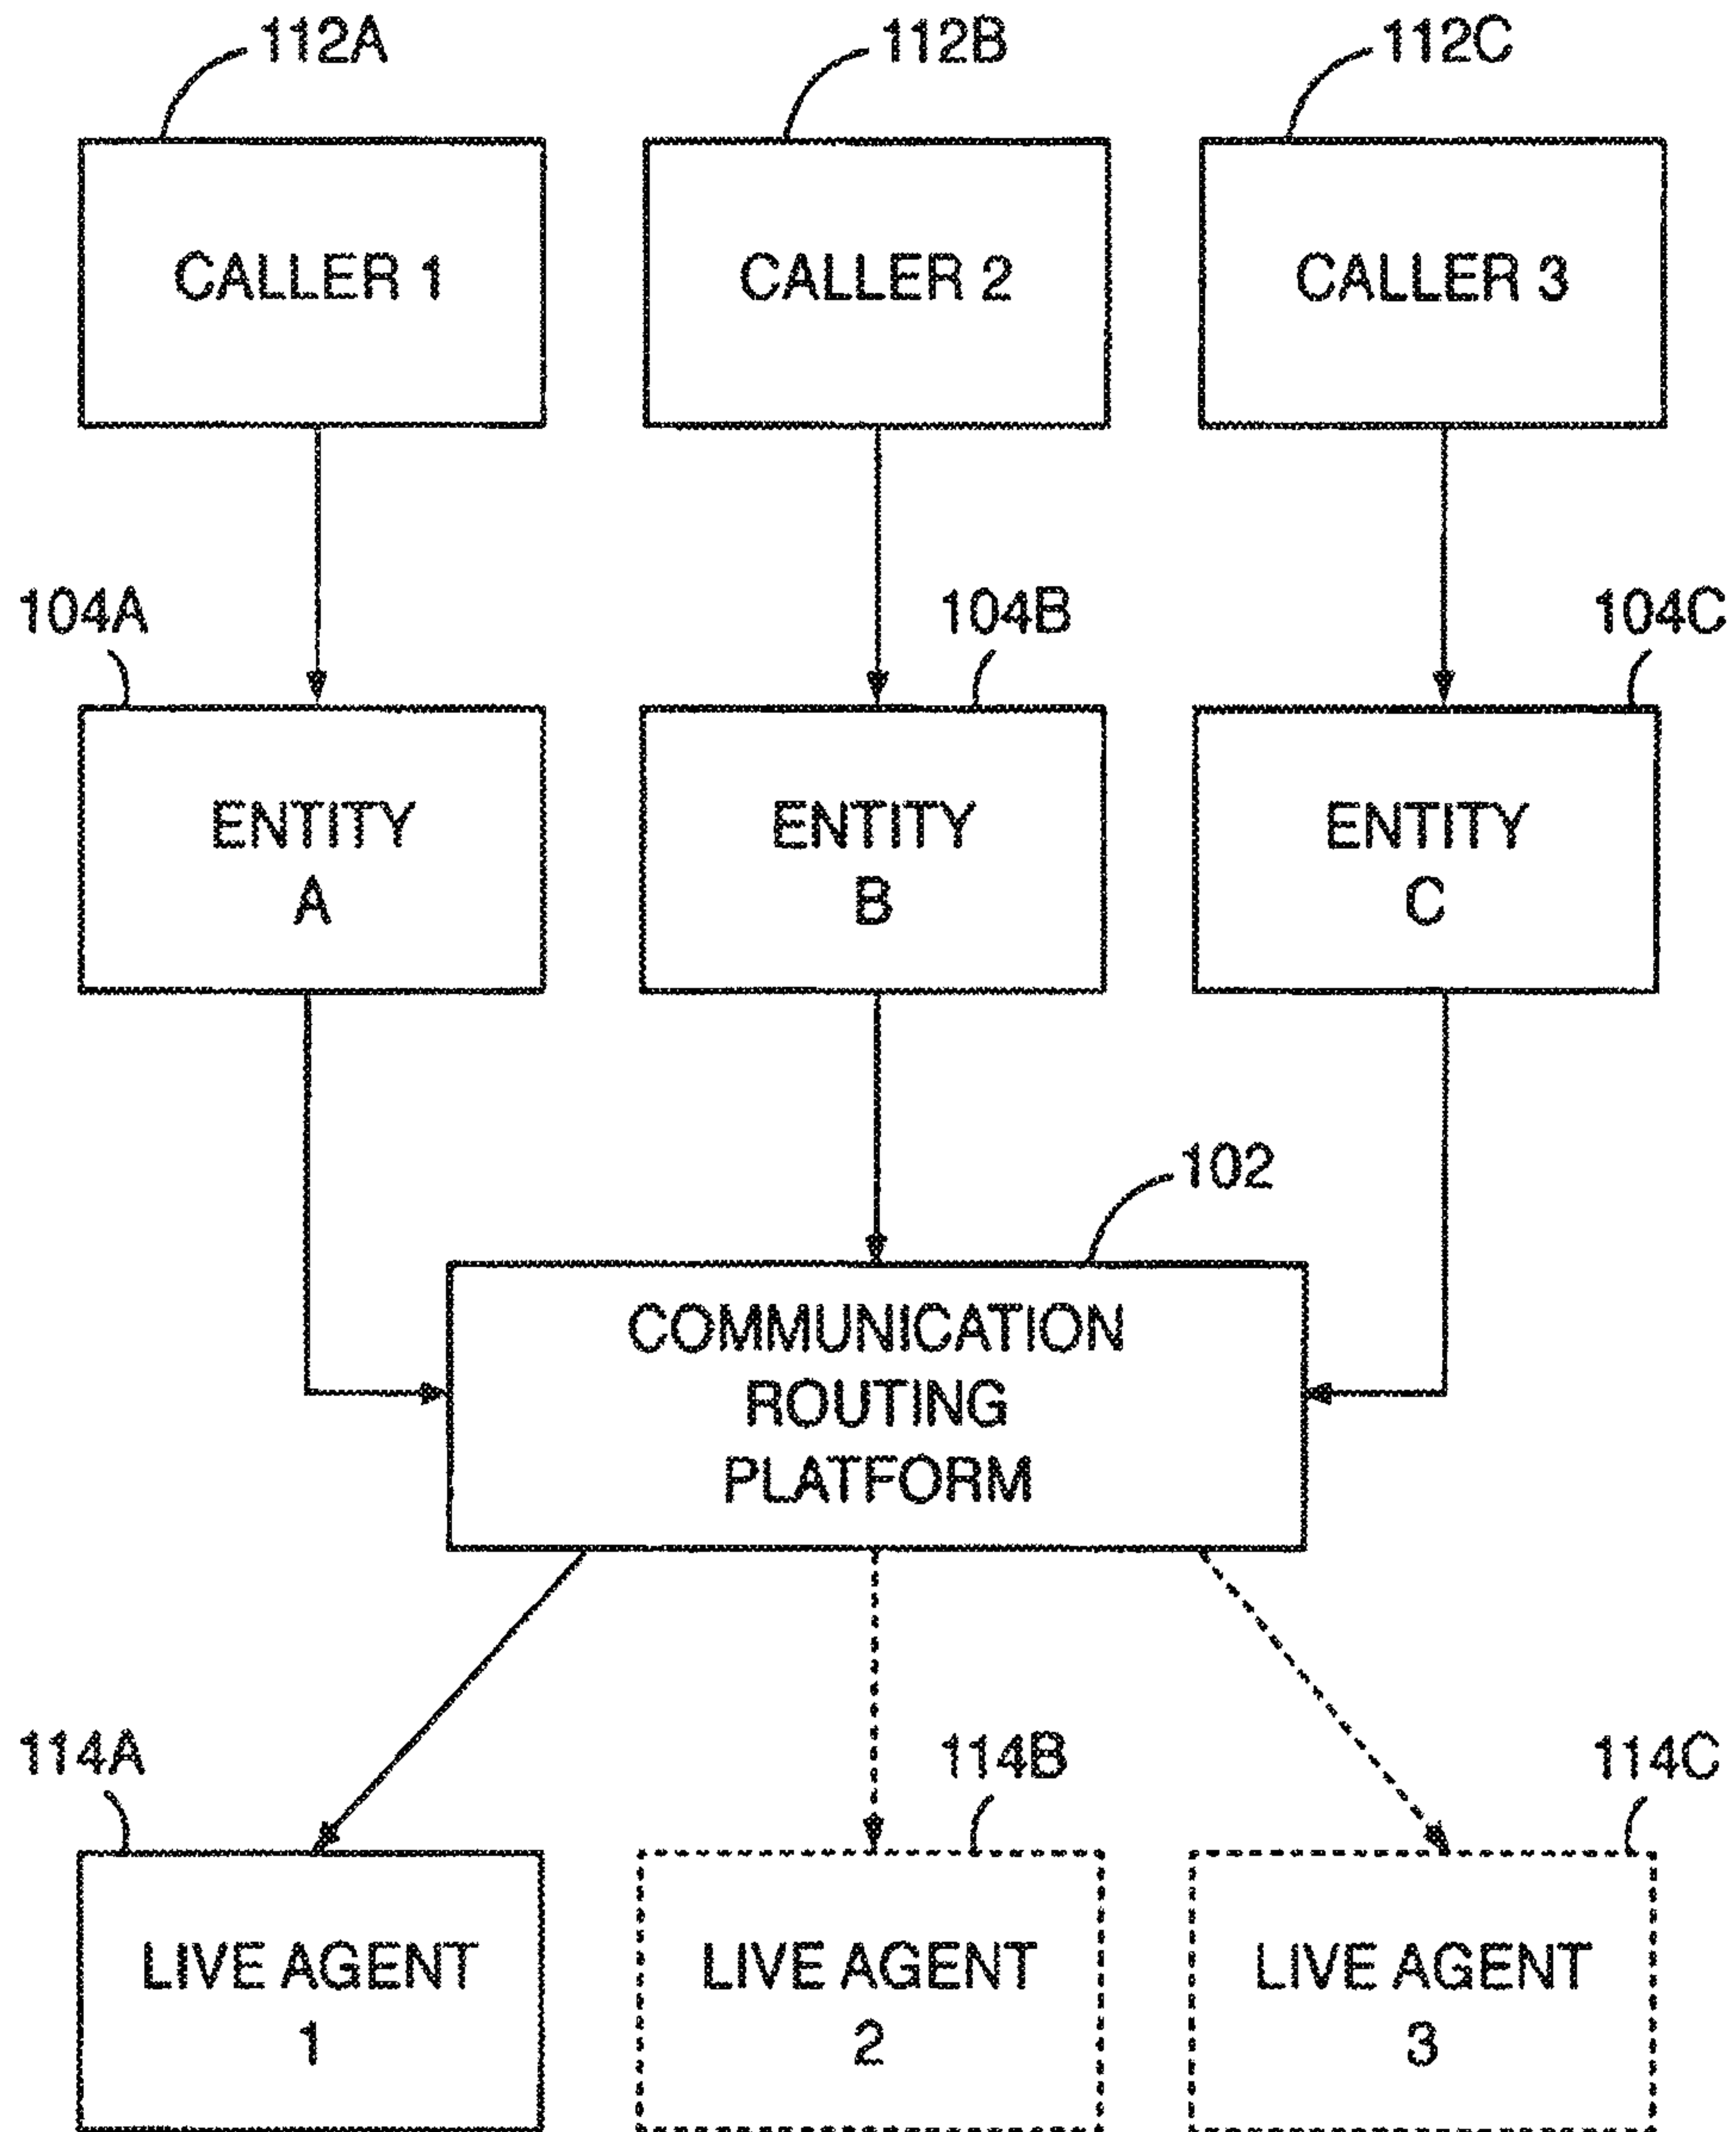 112A
112B
112C
CALLER 1
CALLER 2
CALLER 3
104A
104B
104C
ENTITY
A
ENTITY
B
ENTITY
C
102
COMMUNICATION
ROUTING
PLATFORM
114A
114B
114C
LIVE AGENT
1
LIVE AGENT
2
LIVE AGENT
3